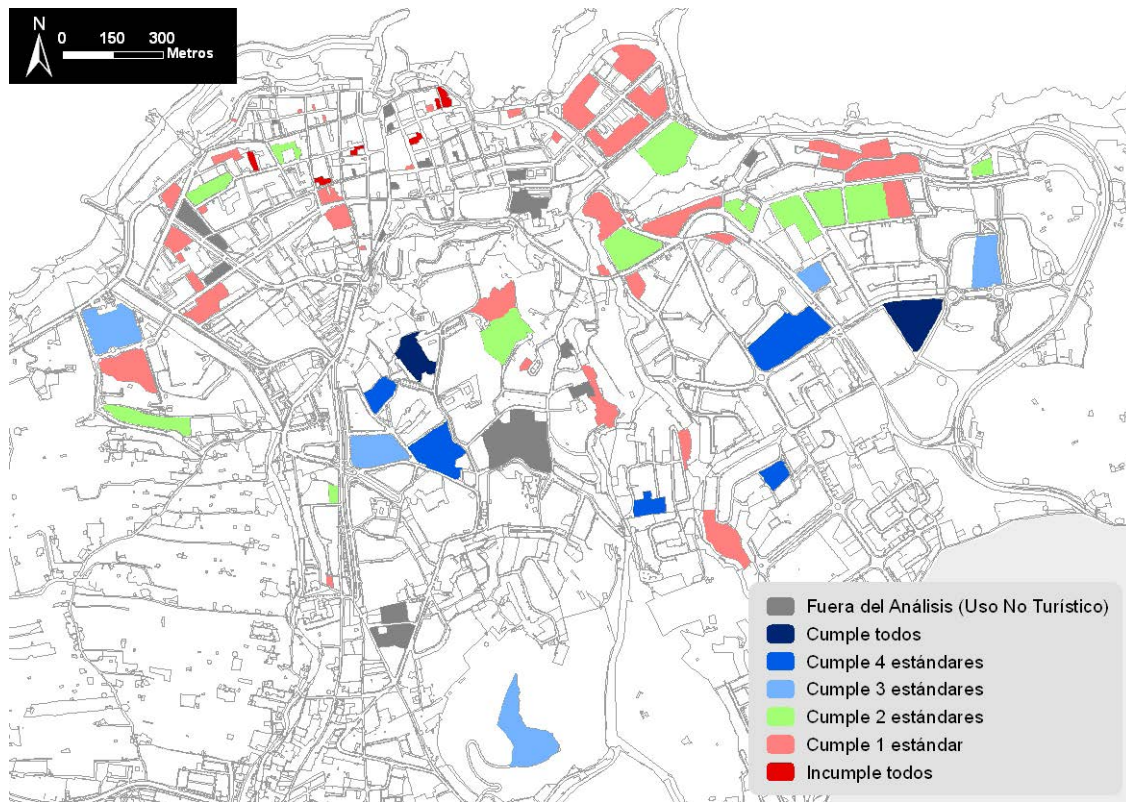 N
0 150 300
Metros
Fuera del Análisis (Uso No Turístico)
Cumple todos
Cumple 4 estándares
Cumple 3 estándares
Cumple 2 estándares
Cumple 1 estándar
Incumple todos